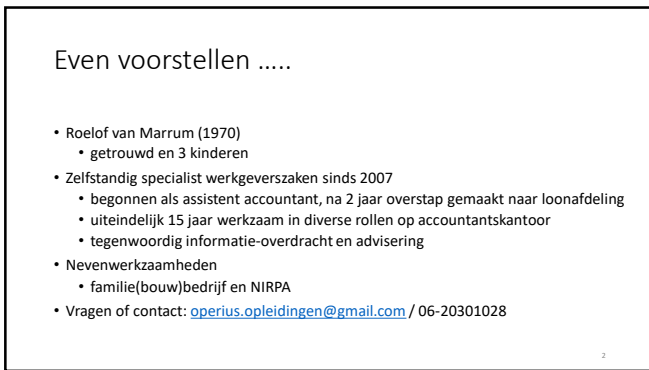 Even voorstellen …..
• Roelof van Marrum (1970)
• getrouwd en 3 kinderen
• Zelfstandig specialist werkgeverszaken sinds 2007
• begonnen als assistent accountant, na 2 jaar overstap gemaakt naar loonafdeling
• uiteindelijk 15 jaar werkzaam in diverse rollen op accountantskantoor
• tegenwoordig informatie-overdracht en advisering
• Nevenwerkzaamheden
• familie(bouw)bedrijf en NIRPA
• Vragen of contact: operius.opleidingen@gmail.com / 06-20301028
2